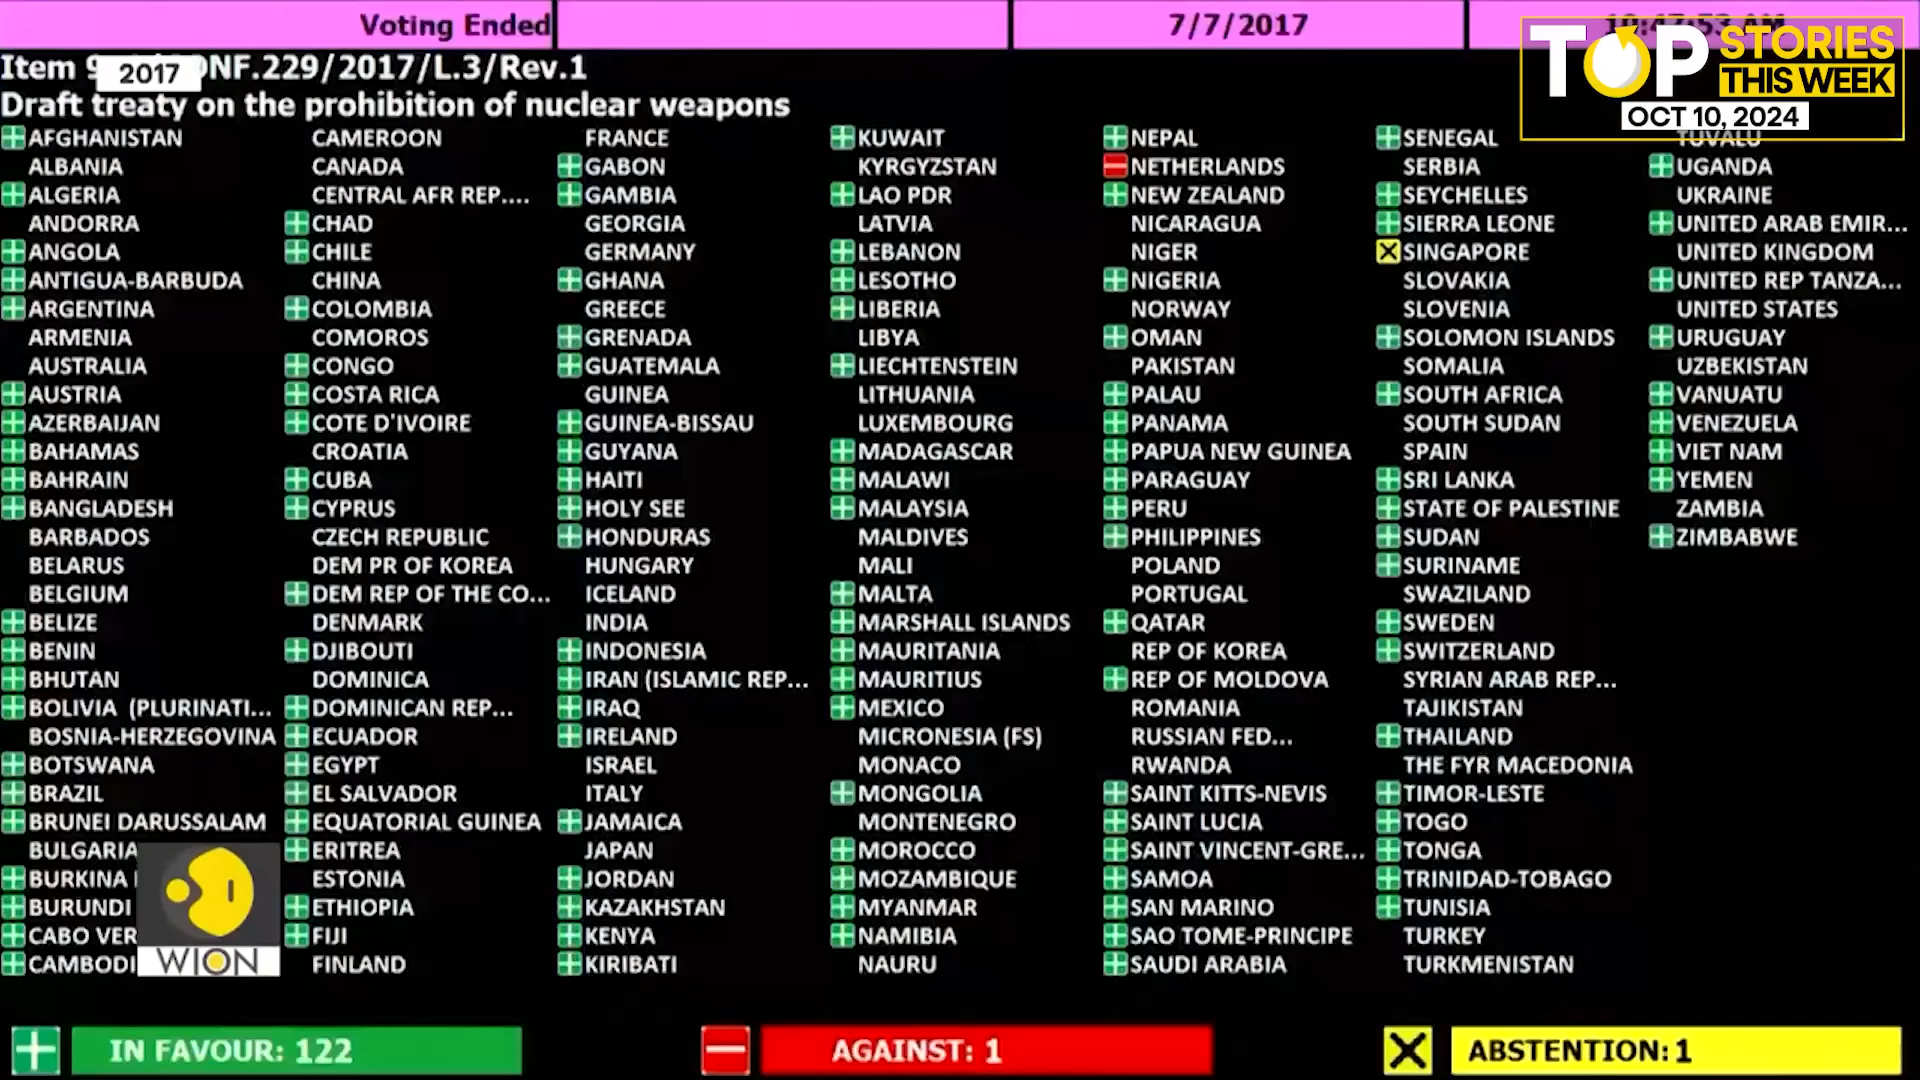 Voting Ended
7/7/2017
TOP STORIES THIS WEEK
OCT 10, 2024
2017
Item NF.229/2017/L.3/Rev.1
Draft treaty on the prohibition of nuclear weapons
AFGHANISTAN
ALBANIA
ALGERIA
ANDORRA
ANGOLA
ANTIGUA-BARBUDA
ARGENTINA
ARMENIA
AUSTRALIA
AUSTRIA
AZERBAIJAN
BAHAMAS
BAHRAIN
BANGLADESH
BARBADOS
BELARUS
BELGIUM
BELIZE
BENIN
BHUTAN
BOLIVIA (PLURINATI...
BOSNIA-HERZEGOVINA
BOTSWANA
BRAZIL
BRUNEI DARUSSALAM
BULGARIA
BURKINA
BURUNDI
CABO VER
CAMBODI
CAMEROON
CANADA
CENTRAL AFR REP....
CHAD
CHILE
CHINA
COLOMBIA
COMOROS
CONGO
COSTA RICA
COTE D'IVOIRE
CROATIA
CUBA
CYPRUS
CZECH REPUBLIC
DEM PR OF KOREA
DEM REP OF THE CO...
DENMARK
DJIBOUTI
DOMINICA
DOMINICAN REP...
ECUADOR
EGYPT
EL SALVADOR
EQUATORIAL GUINEA
ERITREA
ESTONIA
ETHIOPIA
FIJI
FINLAND
FRANCE
GABON
GAMBIA
GEORGIA
GERMANY
GHANA
GREECE
GRENADA
GUATEMALA
GUINEA
GUINEA-BISSAU
GUYANA
HAITI
HOLY SEE
HONDURAS
HUNGARY
ICELAND
INDIA
INDONESIA
IRAN (ISLAMIC REP...
IRAQ
IRELAND
ISRAEL
ITALY
JAMAICA
JAPAN
JORDAN
KAZAKHSTAN
KENYA
KIRIBATI
KUWAIT
KYRGYZSTAN
LAO PDR
LATVIA
LEBANON
LESOTHO
LIBERIA
LIBYA
LIECHTENSTEIN
LITHUANIA
LUXEMBOURG
MADAGASCAR
MALAWI
MALAYSIA
MALDIVES
MALI
MALTA
MARSHALL ISLANDS
MAURITANIA
MAURITIUS
MEXICO
MICRONESIA (FS)
MONACO
MONGOLIA
MONTENEGRO
MOROCCO
MOZAMBIQUE
MYANMAR
NAMIBIA
NAURU
NEPAL
NETHERLANDS
NEW ZEALAND
NICARAGUA
NIGER
NIGERIA
NORWAY
OMAN
PAKISTAN
PALAU
PANAMA
PAPUA NEW GUINEA
PARAGUAY
PERU
PHILIPPINES
POLAND
PORTUGAL
QATAR
REP OF KOREA
REP OF MOLDOVA
ROMANIA
RUSSIAN FED...
RWANDA
SAINT KITTS-NEVIS
SAINT LUCIA
SAINT VINCENT-GRE...
SAMOA
SAN MARINO
SAO TOME-PRINCIPE
SAUDI ARABIA
SENEGAL
SERBIA
SEYCHELLES
SIERRA LEONE
SINGAPORE
SLOVAKIA
SLOVENIA
SOLOMON ISLANDS
SOMALIA
SOUTH AFRICA
SOUTH SUDAN
SPAIN
SRI LANKA
STATE OF PALESTINE
SUDAN
SURINAME
SWAZILAND
SWEDEN
SWITZERLAND
SYRIAN ARAB REP...
TAJIKISTAN
THAILAND
THE FYR MACEDONIA
TIMOR-LESTE
TOGO
TONGA
TRINIDAD-TOBAGO
TUNISIA
TURKEY
TURKMENISTAN
TUVALU
UGANDA
UKRAINE
UNITED ARAB EMIR...
UNITED KINGDOM
UNITED REP TANZA...
UNITED STATES
URUGUAY
UZBEKISTAN
VANUATU
VENEZUELA
VIET NAM
YEMEN
ZAMBIA
ZIMBABWE
WION
IN FAVOUR: 122
AGAINST: 1
ABSTENTION: 1